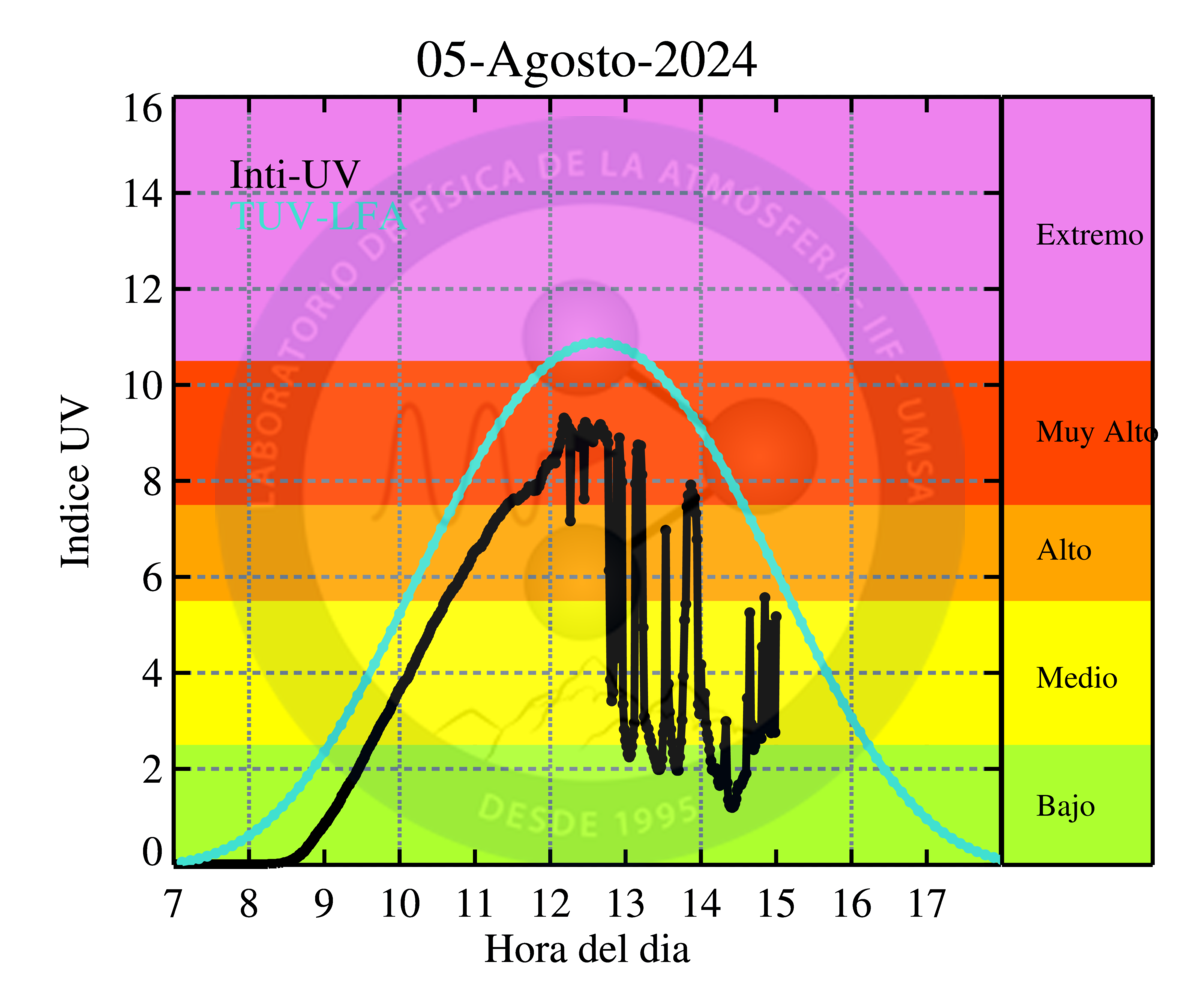 05-Agosto-2024
Inti-UV
TUV-LFA
LABORATORIO DE FÍSICA DE LA ATMÓSFERA - IIF - UMSA
DESDE 1995
Indice UV
16
14
12
10
8
6
4
2
0
Extremo
Muy Alto
Alto
Medio
Bajo
7 8 9 10 11 12 13 14 15 16 17
Hora del dia